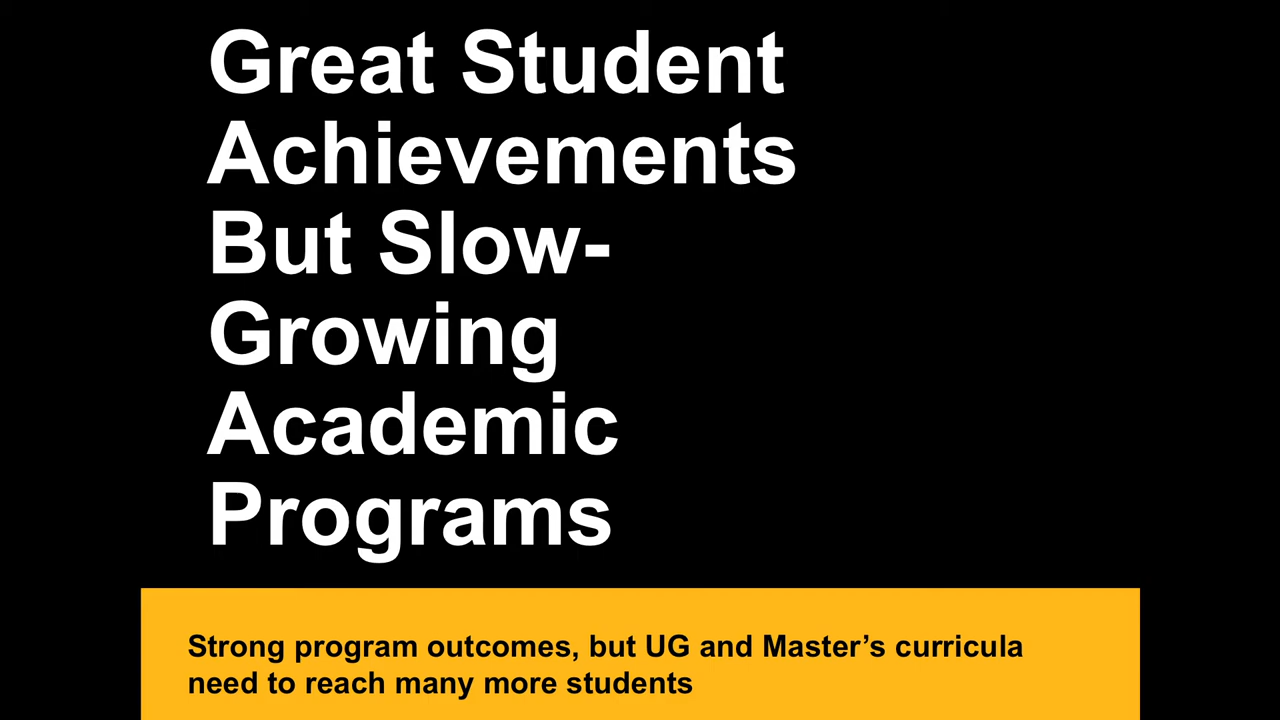 Great Student
Achievements
But Slow-
Growing
Academic
Programs
Strong program outcomes, but UG and Master’s curricula
need to reach many more students